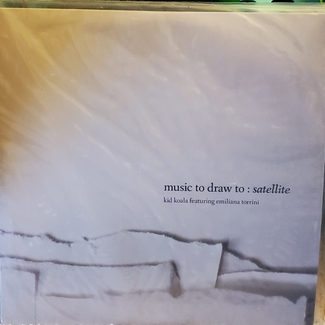 music to draw to : satellite
kid koala featuring emiliana torrini